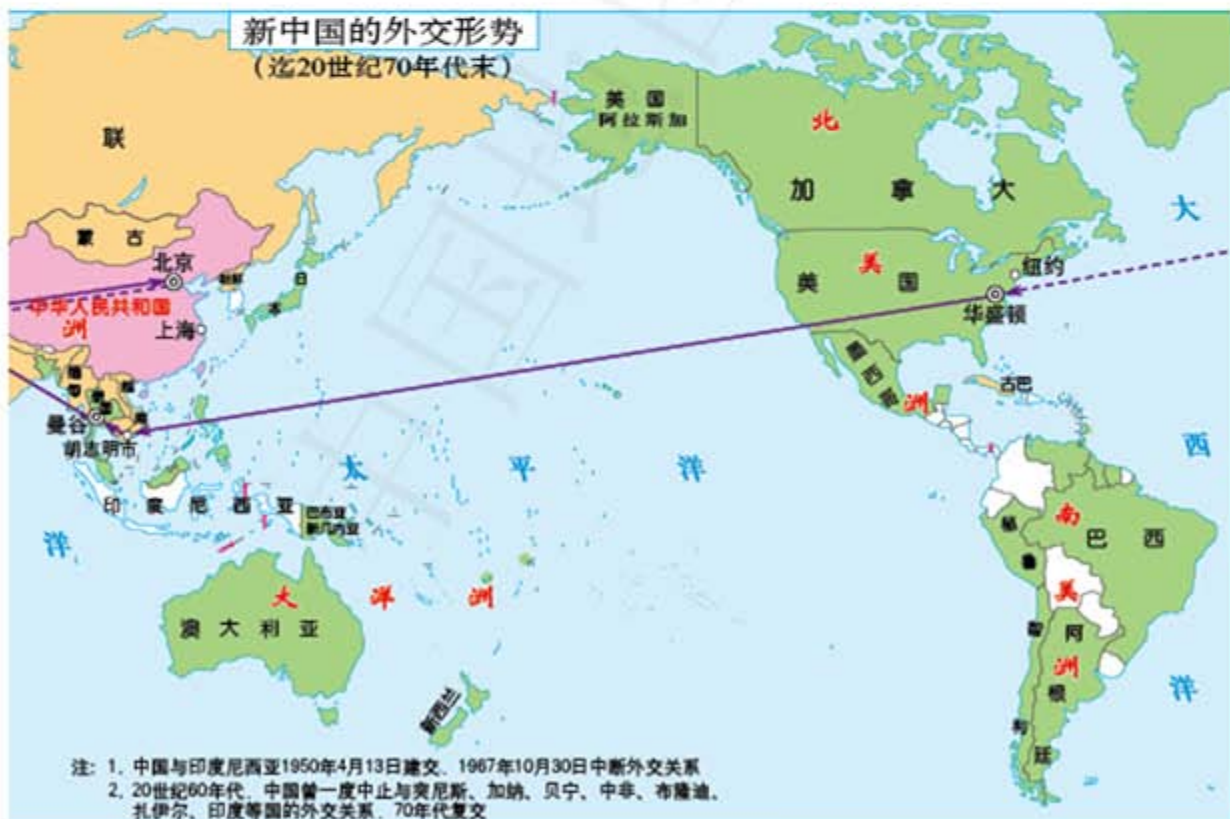 新中国的外交形势
（迄20世纪70年代末）
美国
阿拉斯加
北
联
加拿大
大
蒙古
北京
朝鲜
日本
美
美国
纽约
华盛顿
中华人民共和国
洲
上海
墨西哥
洲
古巴
曼谷
胡志明市
太平洋
西
印度尼西亚
巴布亚
新几内亚
南
巴西
秘鲁
洋
大洋洲
美
澳大利亚
智利
阿根廷
洲
洋
新西兰
注：1、中国与印度尼西亚1950年4月13日建交、1967年10月30日中断外交关系
2、20世纪60年代、中国曾一度中止与突尼斯、加纳、贝宁、中非、布隆迪、
扎伊尔、印度等国的外交关系、70年代复交